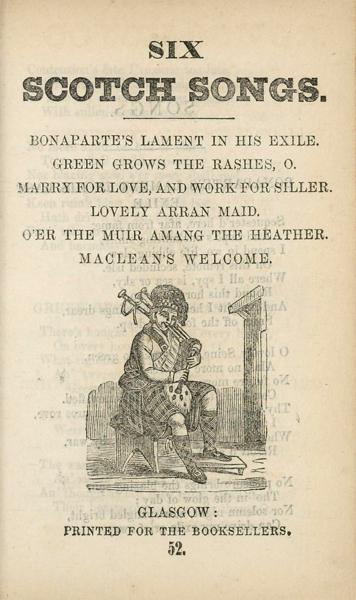 SIX
SCOTCH SONGS.
BONAPARTE'S LAMENT IN HIS EXILE.
GREEN GROWS THE RASHES, O.
MARRY FOR LOVE, AND WORK FOR SILLER.
LOVELY ARRAN MAID.
O'ER THE MUIR AMANG THE HEATHER.
MACLEAN'S WELCOME.
GLASGOW:
PRINTED FOR THE BOOKSELLERS.
52.